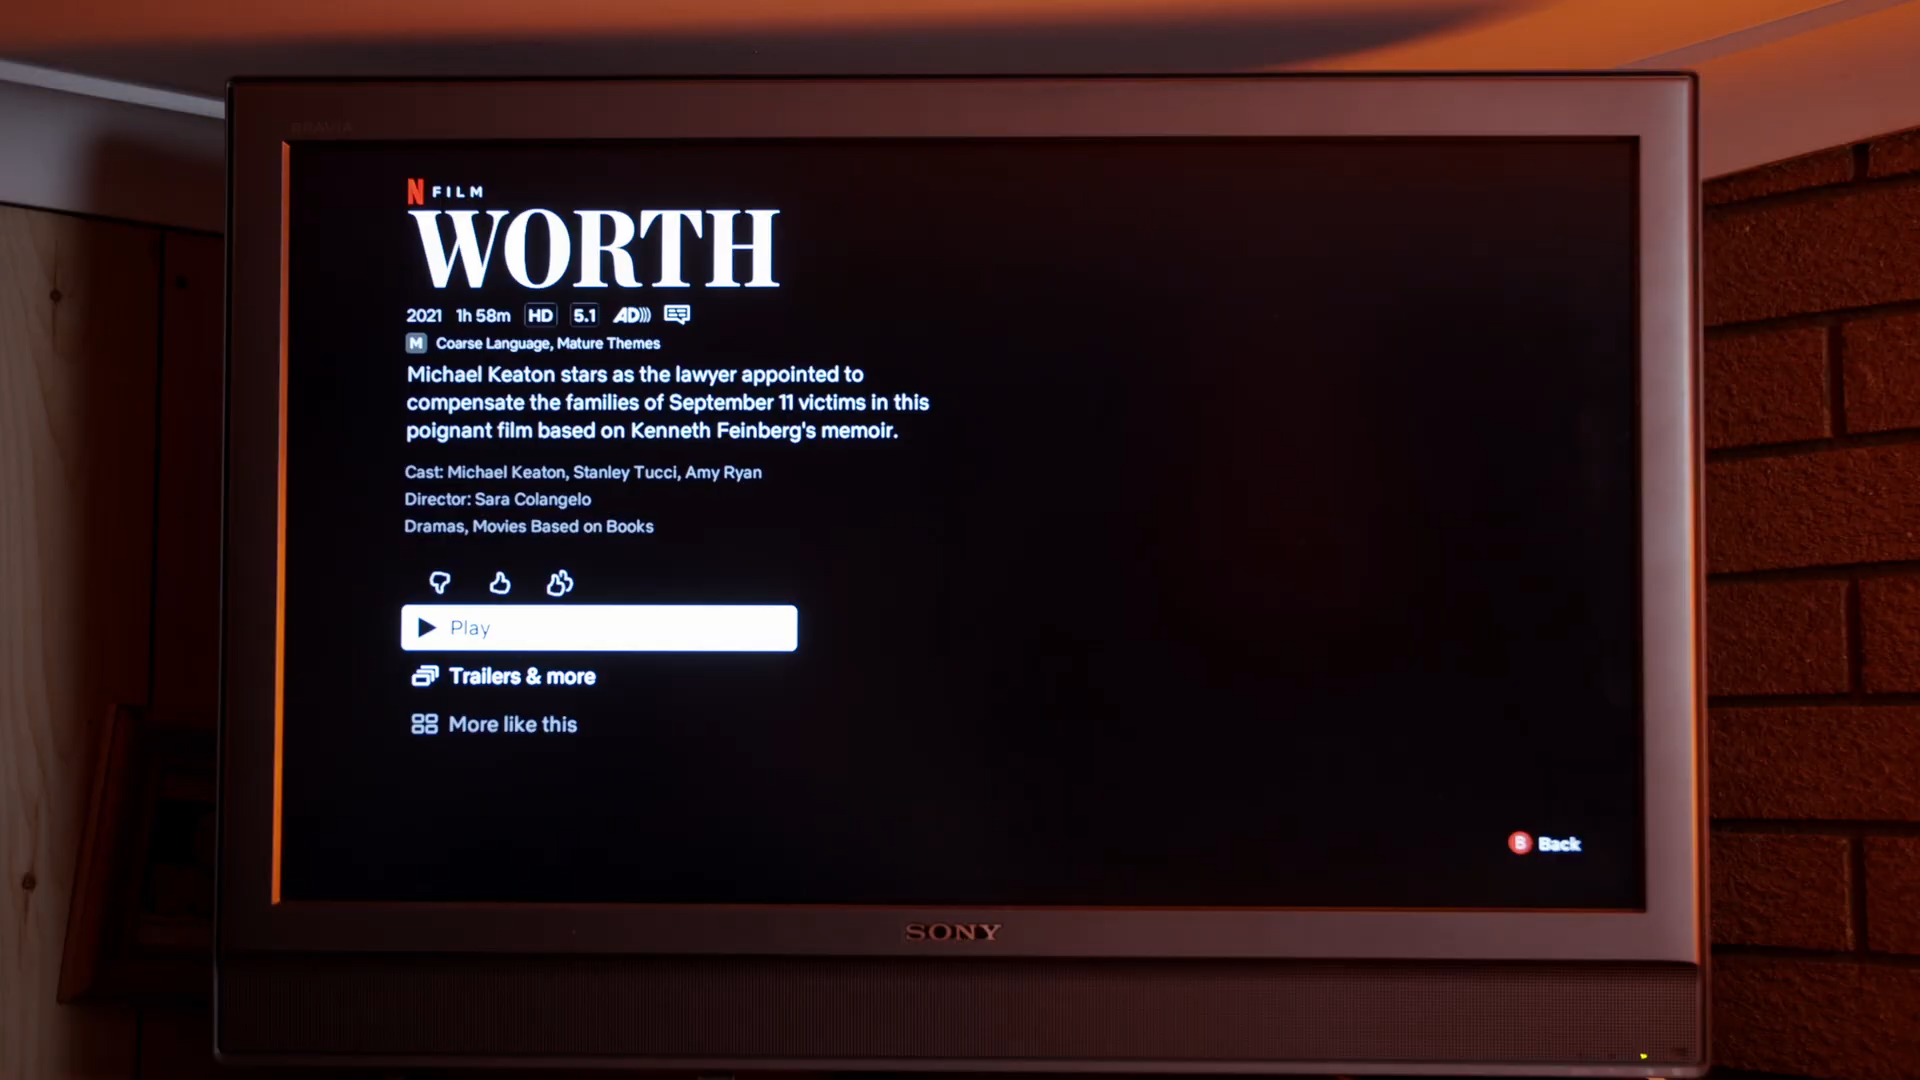 BRAVIA
N FILM
WORTH
2021 1h 58m HD 5.1 AD
M Coarse Language, Mature Themes
Michael Keaton stars as the lawyer appointed to
compensate the families of September 11 victims in this
poignant film based on Kenneth Feinberg's memoir.
Cast: Michael Keaton, Stanley Tucci, Amy Ryan
Director: Sara Colangelo
Dramas, Movies Based on Books
Play
Trailers & more
More like this
B Back
SONY